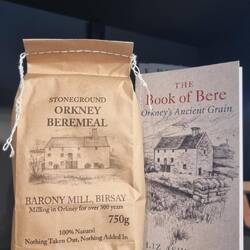 STONEGROUND
ORKNEY
BEREMEAL
BARONY MILL, BIRSAY
Milling in Orkney for over 300 years
750g
100% Natural
Nothing Taken Out, Nothing Added In
THE
Book of Bere
Orkney's Ancient Grain
LIZ